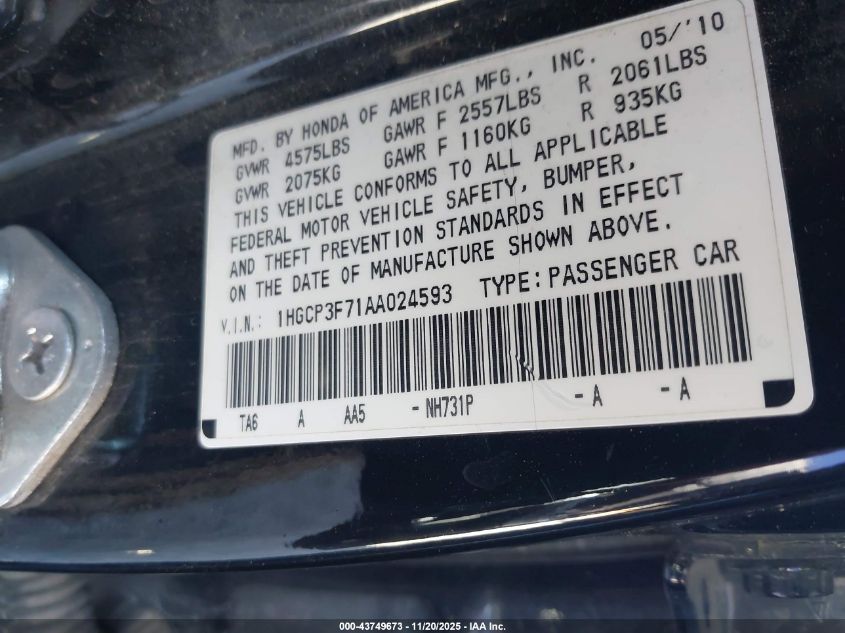 05/'10
MFD. BY HONDA OF AMERICA MFG., INC.
GVWR 4575LBS GAWR F 2557LBS R 2061LBS
GVWR 2075KG GAWR F 1160KG R 935KG
THIS VEHICLE CONFORMS TO ALL APPLICABLE
FEDERAL MOTOR VEHICLE SAFETY, BUMPER,
AND THEFT PREVENTION STANDARDS IN EFFECT
ON THE DATE OF MANUFACTURE SHOWN ABOVE.
V.I.N.: 1HGCP3F71AA024593 TYPE:PASSENGER CAR
TA6 A AA5 -NH731P -A -A
000-43749673 - 11/20/2025 - IAA Inc.